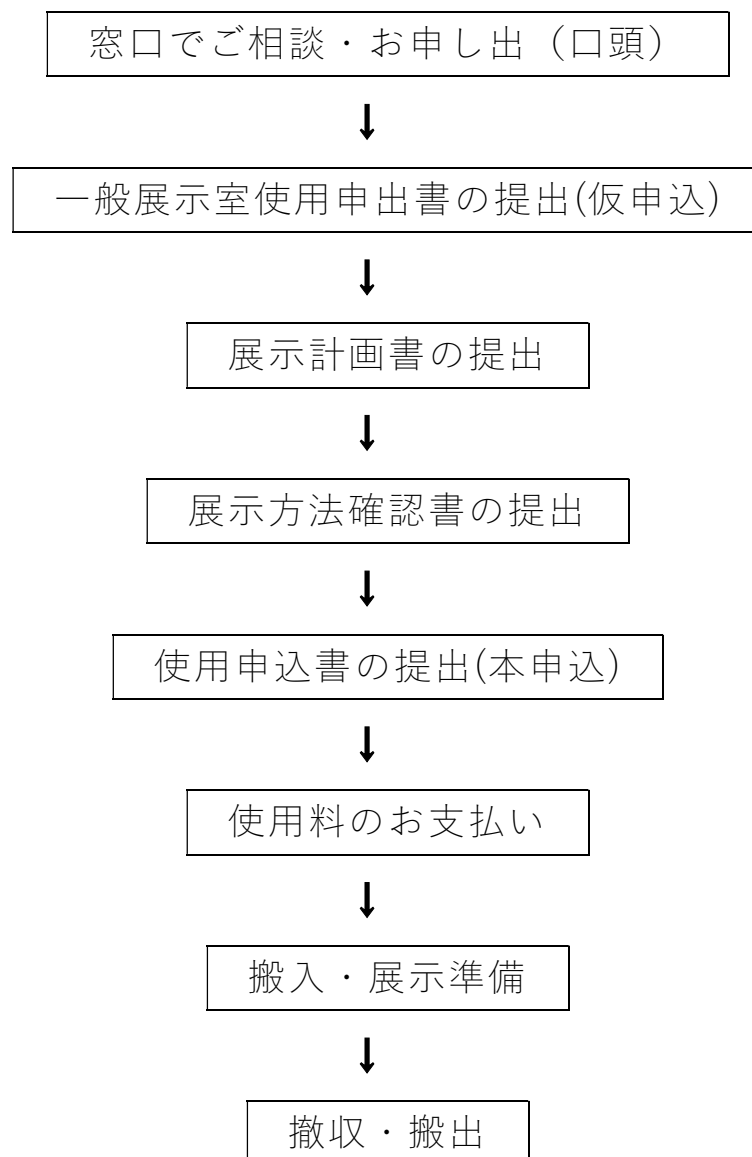 窓口でご相談・お申し出（口頭）
↓
一般展示室使用申出書の提出(仮申込)
↓
展示計画書の提出
↓
展示方法確認書の提出
↓
使用申込書の提出(本申込)
↓
使用料のお支払い
↓
搬入・展示準備
↓
撤収・搬出